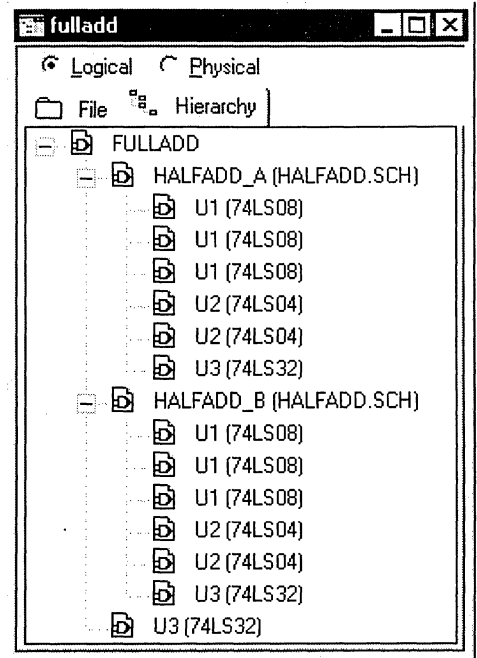 fulladd
Logical Physical
File Hierarchy
FULLADD
HALFADD_A (HALFADD.SCH)
U1 (74LS08)
U1 (74LS08)
U1 (74LS08)
U2 (74LS04)
U2 (74LS04)
U3 (74LS32)
HALFADD_B (HALFADD.SCH)
U1 (74LS08)
U1 (74LS08)
U1 (74LS08)
U2 (74LS04)
U2 (74LS04)
U3 (74LS32)
U3 (74LS32)